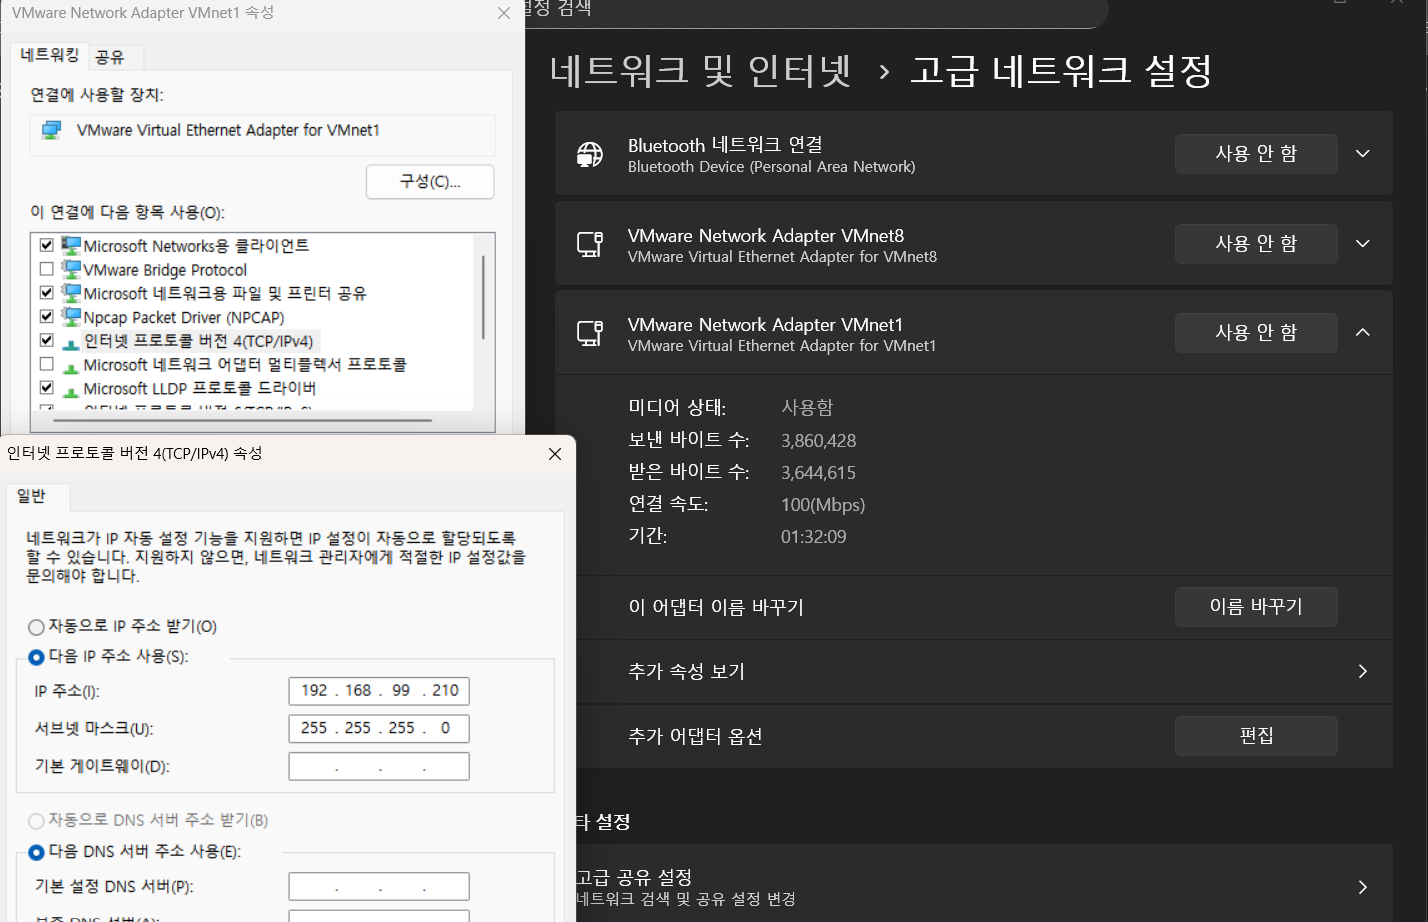 VMware Network Adapter VMnet1 속성
네트워킹
공유
연결에 사용할 장치:
VMware Virtual Ethernet Adapter for VMnet1
구성(C)...
이 연결에 다음 항목 사용(O):
Microsoft Networks용 클라이언트
VMware Bridge Protocol
Microsoft 네트워크용 파일 및 프린터 공유
Npcap Packet Driver (NPCAP)
인터넷 프로토콜 버전 4(TCP/IPv4)
Microsoft 네트워크 어댑터 멀티플렉서 프로토콜
Microsoft LLDP 프로토콜 드라이버
인터넷 프로토콜 버전 4(TCP/IPv4) 속성
일반
네트워크가 IP 자동 설정 기능을 지원하면 IP 설정이 자동으로 할당되도록
할 수 있습니다. 지원하지 않으면, 네트워크 관리자에게 적절한 IP 설정값을
문의해야 합니다.
자동으로 IP 주소 받기(O)
다음 IP 주소 사용(S):
IP 주소(I):
192 . 168 . 99 . 210
서브넷 마스크(U):
255 . 255 . 255 . 0
기본 게이트웨이(D):
. . .
자동으로 DNS 서버 주소 받기(B)
다음 DNS 서버 주소 사용(E):
기본 설정 DNS 서버(P):
. . .
설정 검색
네트워크 및 인터넷 › 고급 네트워크 설정
Bluetooth 네트워크 연결
Bluetooth Device (Personal Area Network)
사용 안 함
VMware Network Adapter VMnet8
VMware Virtual Ethernet Adapter for VMnet8
사용 안 함
VMware Network Adapter VMnet1
VMware Virtual Ethernet Adapter for VMnet1
사용 안 함
미디어 상태: 사용함
보낸 바이트 수: 3,860,428
받은 바이트 수: 3,644,615
연결 속도: 100(Mbps)
기간: 01:32:09
이 어댑터 이름 바꾸기
이름 바꾸기
추가 속성 보기
추가 어댑터 옵션
편집
타 설정
고급 공유 설정
네트워크 검색 및 공유 설정 변경